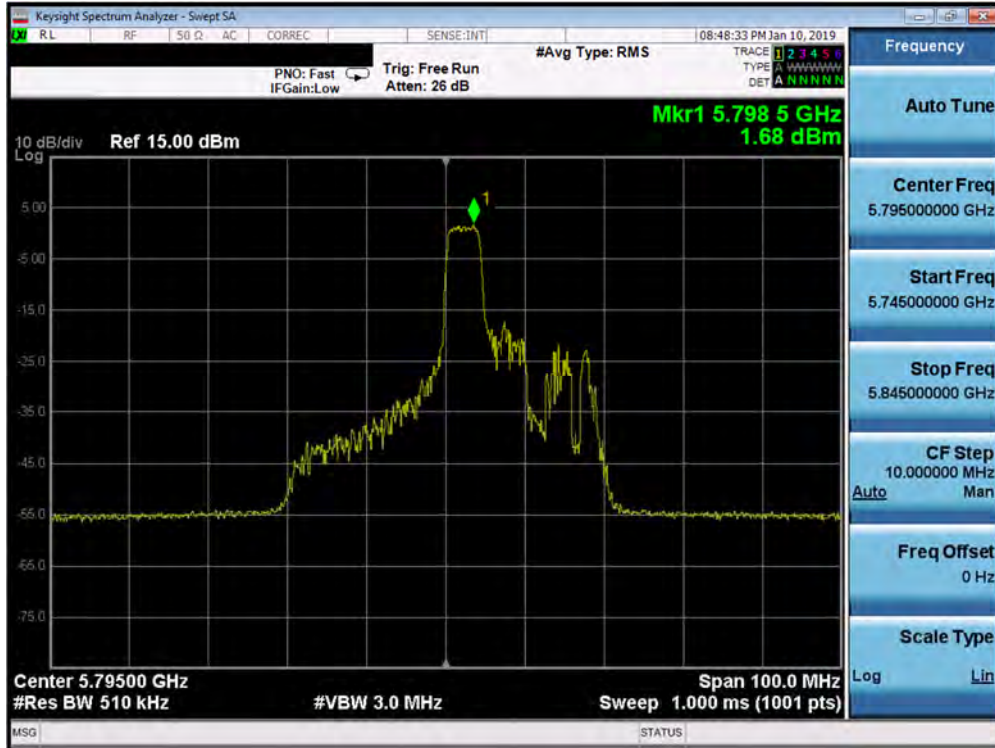 Keysight Spectrum Analyzer - Swept SA
LXI RL RF 50 Ω AC CORREC SENSE:INT 08:48:33 PM Jan 10, 2019
#Avg Type: RMS
TRACE 1 2 3 4 5 6
PNO: Fast Trig: Free Run TYPE A WWWWW
IFGain:Low Atten: 26 dB DET A N N N N N
Mkr1 5.798 5 GHz
1.68 dBm
10 dB/div Ref 15.00 dBm
Log
1
5.00
-5.00
-15.0
-25.0
-35.0
-45.0
-55.0
-65.0
-75.0
Center 5.79500 GHz Span 100.0 MHz
#Res BW 510 kHz #VBW 3.0 MHz Sweep 1.000 ms (1001 pts)
MSG STATUS
Frequency
Auto Tune
Center Freq
5.795000000 GHz
Start Freq
5.745000000 GHz
Stop Freq
5.845000000 GHz
CF Step
10.000000 MHz
Auto Man
Freq Offset
0 Hz
Scale Type
Log Lin